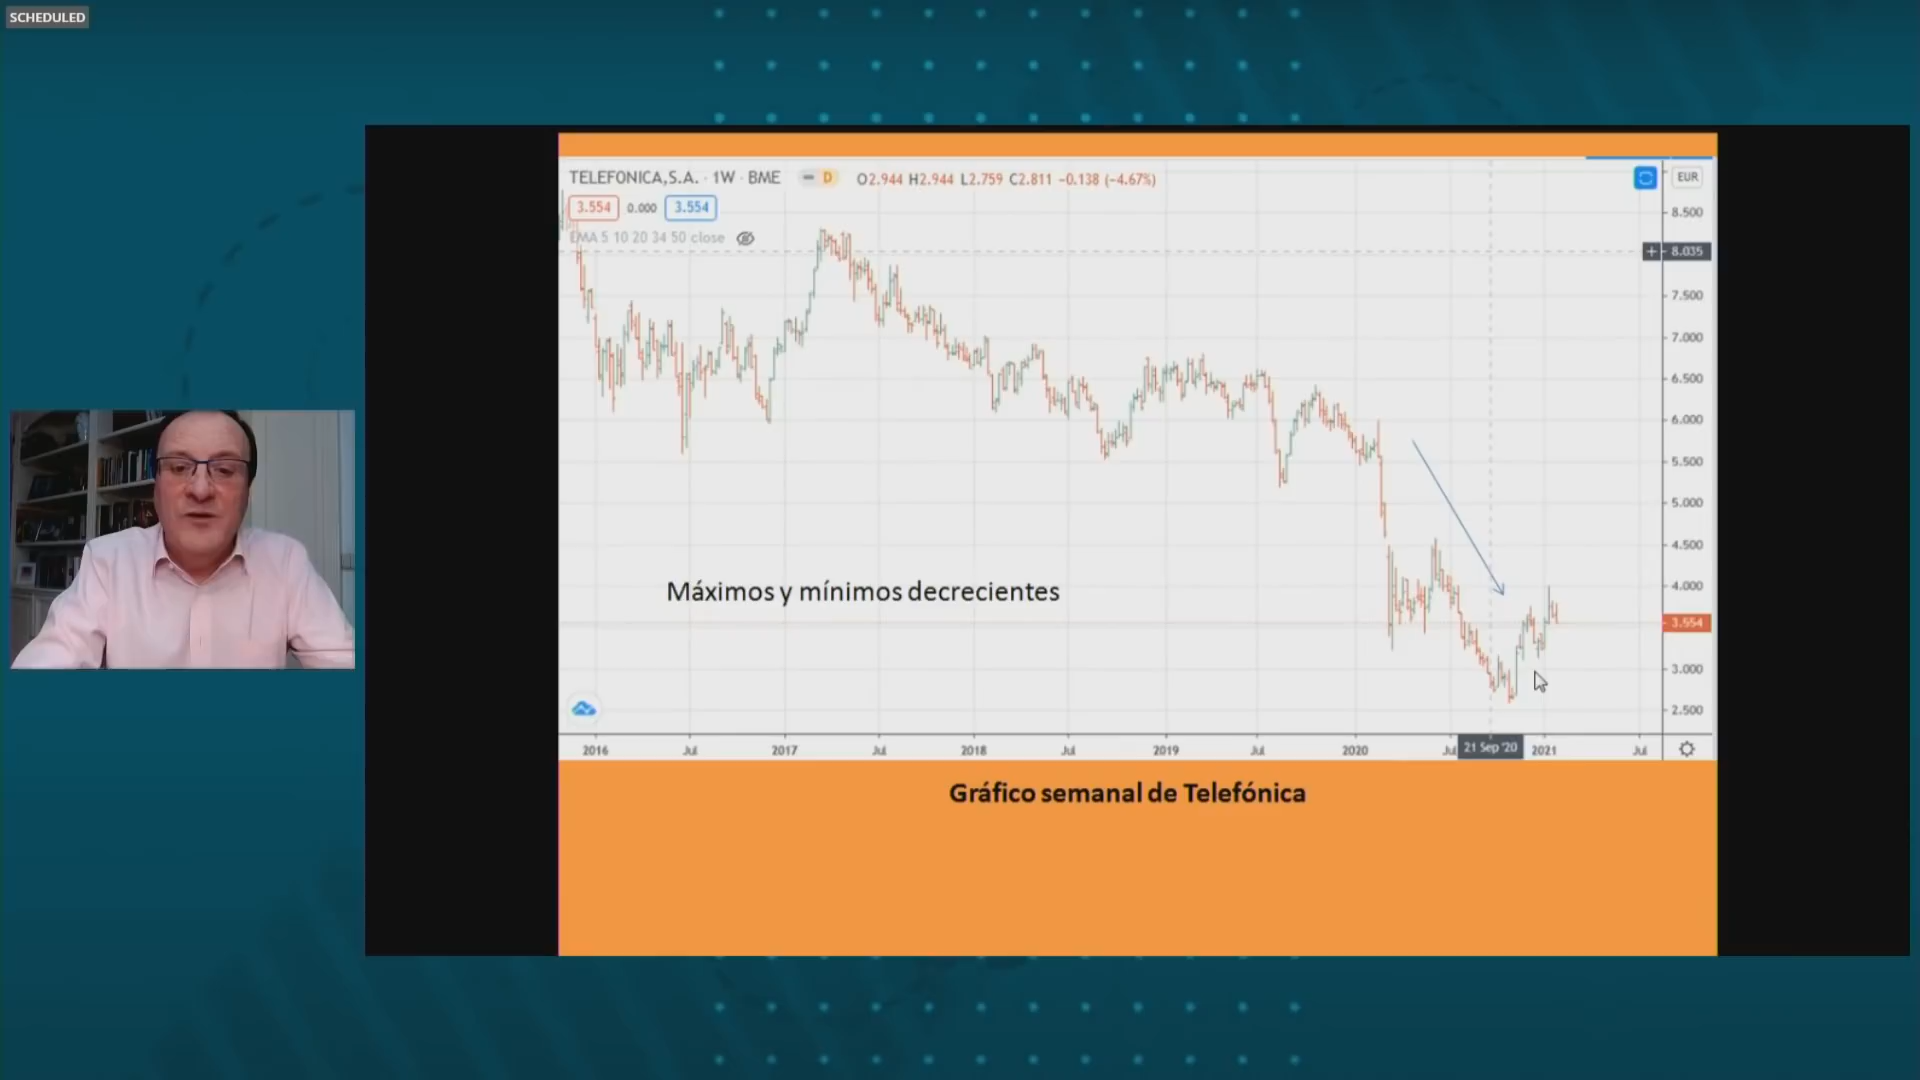 SCHEDULED
TELEFONICA,S.A. · 1W · BME D O2.944 H2.944 L2.759 C2.811 −0.138 (−4.67%)
EUR
3.554 0.000 3.554
8.500
EMA 5 10 20 34 50 close
+ 8.035
7.500
7.000
6.500
6.000
5.500
5.000
4.500
4.000
Máximos y mínimos decrecientes
3.554
3.000
2.500
2016 Jul 2017 Jul 2018 Jul 2019 Jul 2020 Jul 21 Sep '20 2021 Jul
Gráfico semanal de Telefónica